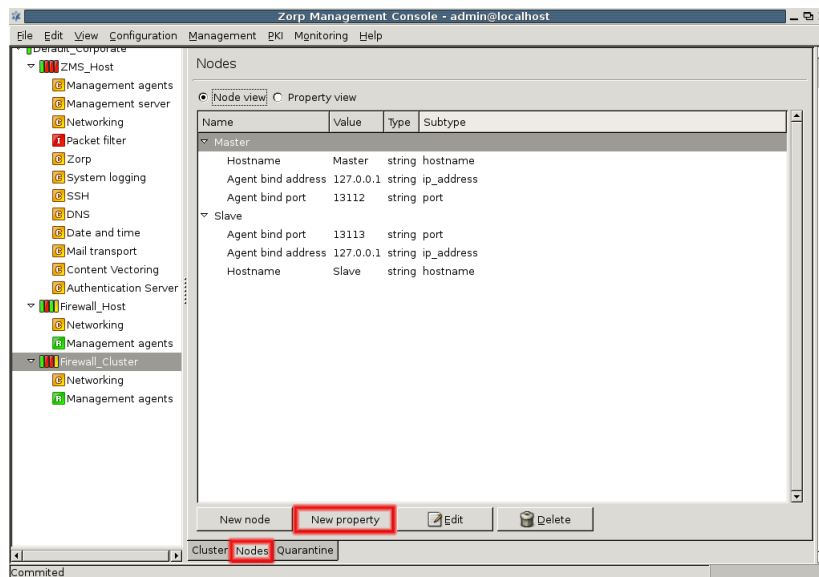 Zorp Management Console - admin@localhost
File Edit View Configuration Management PKI Monitoring Help
Default_Corporate
ZMS_Host
Management agents
Management server
Networking
Packet filter
Zorp
System logging
SSH
DNS
Date and time
Mail transport
Content Vectoring
Authentication Server
Firewall_Host
Networking
Management agents
Firewall_Cluster
Networking
Management agents
Nodes
Node view Property view
Name Value Type Subtype
Master
Hostname Master string hostname
Agent bind address 127.0.0.1 string ip_address
Agent bind port 13112 string port
Slave
Agent bind port 13113 string port
Agent bind address 127.0.0.1 string ip_address
Hostname Slave string hostname
New node New property Edit Delete
Cluster Nodes Quarantine
Commited